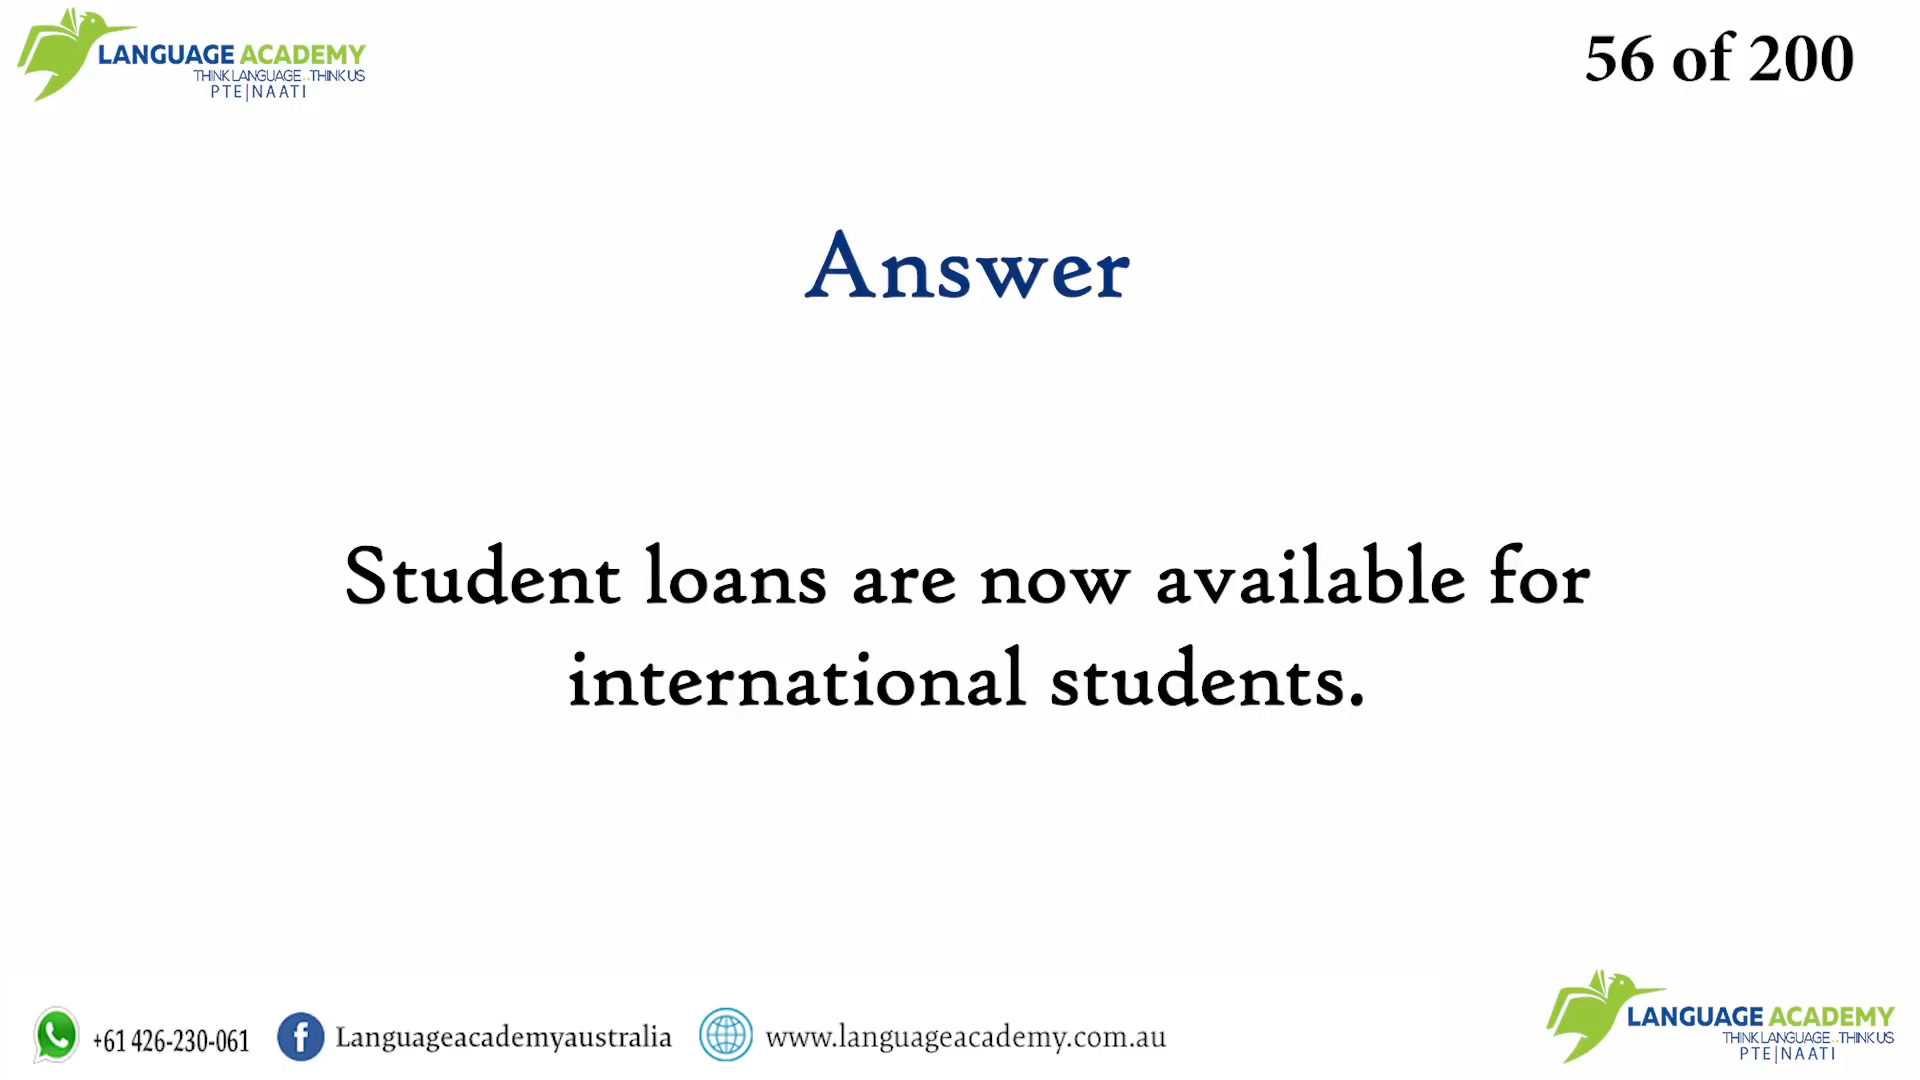 LANGUAGE ACADEMY
THINK LANGUAGE..THINK US
PTE|NAATI
56 of 200
Answer
Student loans are now available for
international students.
+61 426-230-061
Languageacademyaustralia
www.languageacademy.com.au
LANGUAGE ACADEMY
THINK LANGUAGE..THINK US
PTE|NAATI